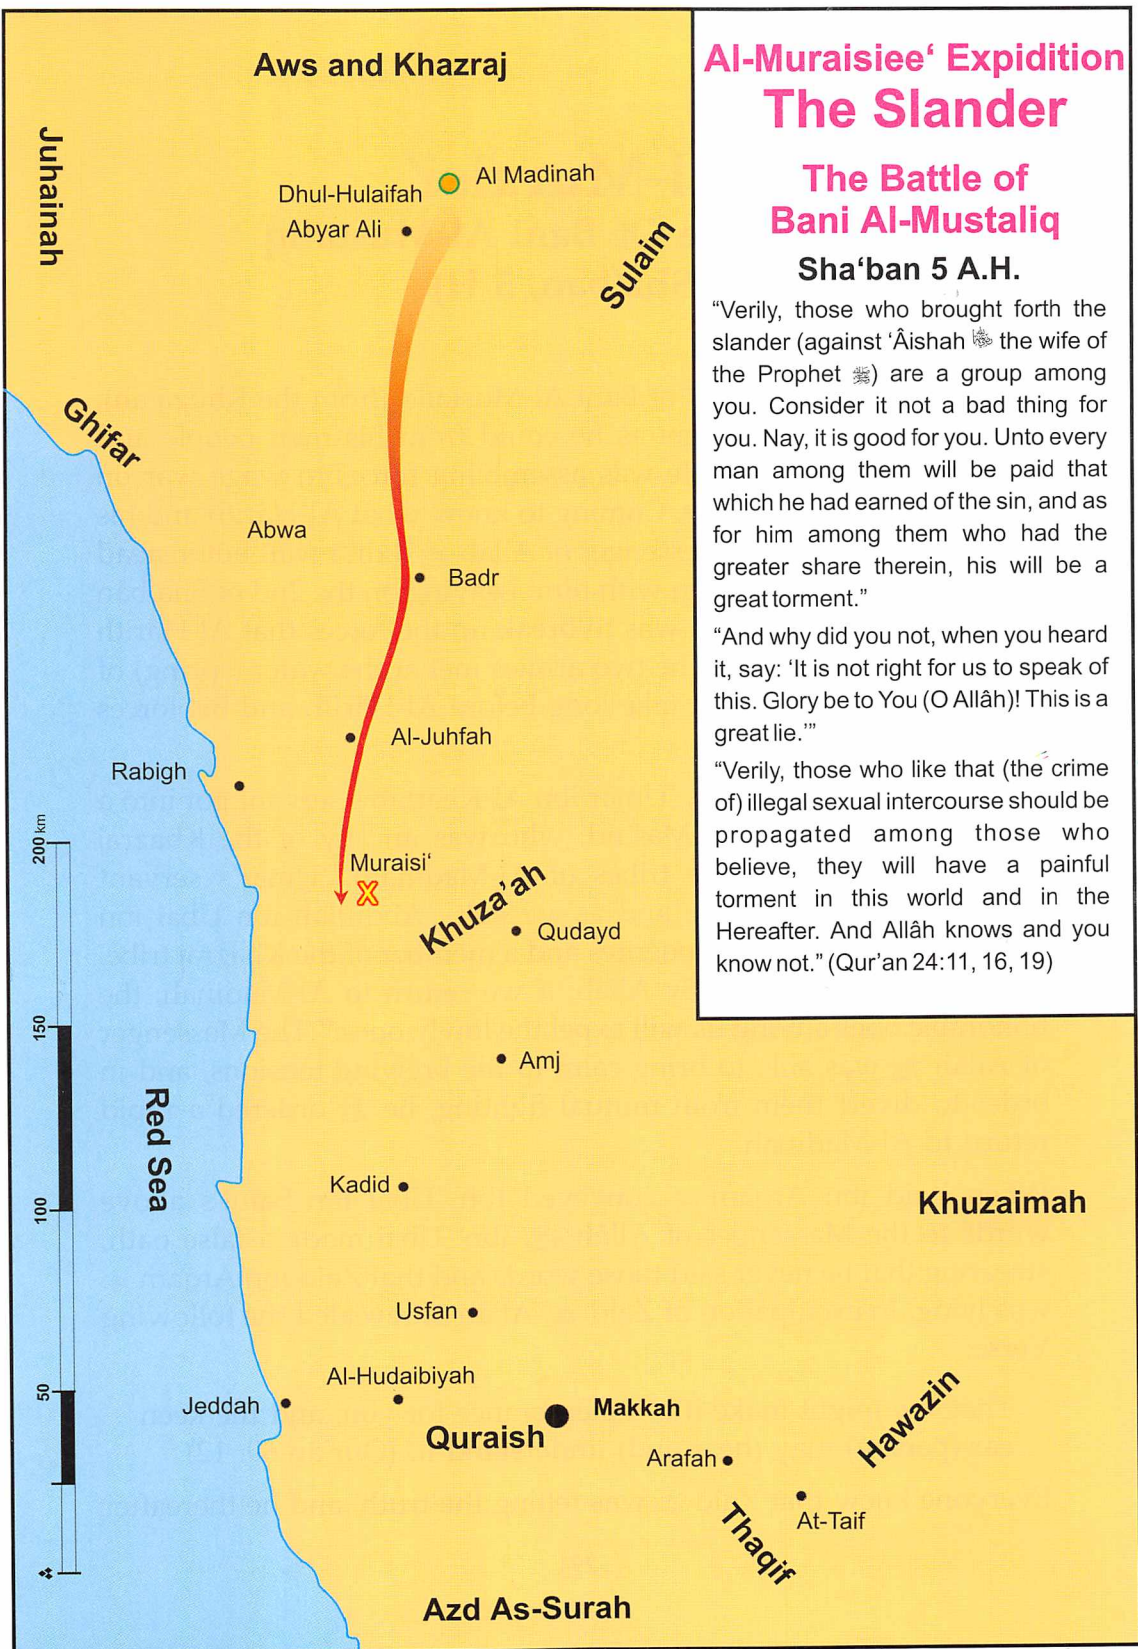 Al-Muraisiee‘ Expidition
The Slander
The Battle of
Bani Al-Mustaliq
Sha‘ban 5 A.H.
“Verily, those who brought forth the
slander (against ‘Âishah the wife of
the Prophet ﷺ) are a group among
you. Consider it not a bad thing for
you. Nay, it is good for you. Unto every
man among them will be paid that
which he had earned of the sin, and as
for him among them who had the
greater share therein, his will be a
great torment.”
“And why did you not, when you heard
it, say: ‘It is not right for us to speak of
this. Glory be to You (O Allâh)! This is a
great lie.’”
“Verily, those who like that (the crime
of) illegal sexual intercourse should be
propagated among those who
believe, they will have a painful
torment in this world and in the
Hereafter. And Allâh knows and you
know not.” (Qur’an 24:11, 16, 19)
Aws and Khazraj
Juhainah
Al Madinah
Dhul-Hulaifah
Abyar Ali
Sulaim
Ghifar
Abwa
Badr
Al-Juhfah
Rabigh
200 km
Muraisi‘
X
Khuza’ah
Qudayd
150
Amj
Red Sea
Kadid
100
Khuzaimah
Usfan
50
Al-Hudaibiyah
Jeddah
Makkah
Quraish
Hawazin
Arafah
At-Taif
Thaqif
Azd As-Surah